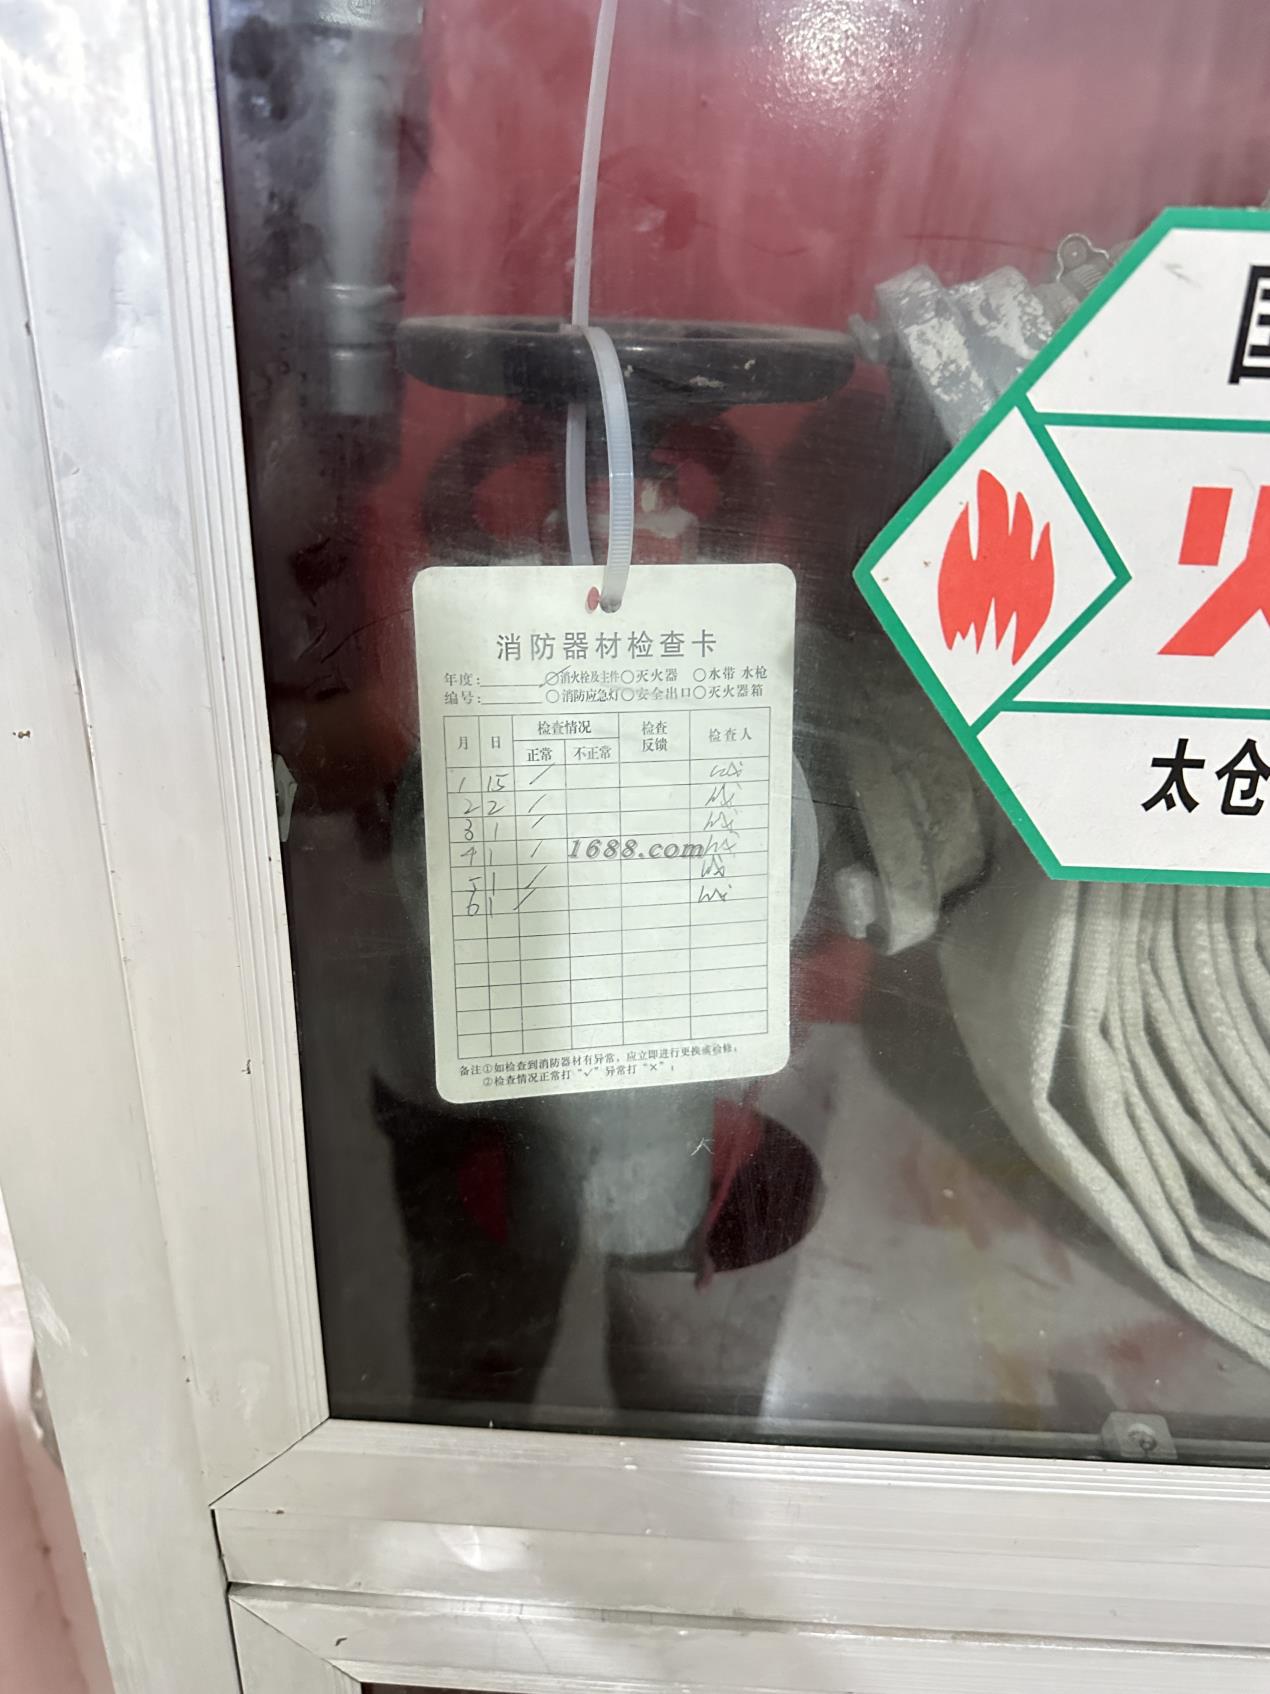 消防器材检查卡
年度: 消火栓及主件 灭火器 水带 水枪
编号: 消防应急灯 安全出口 灭火器箱
月 日 检查情况 检查反馈 检查人
正常 不正常
1 15
2 2
3 1
4 1
1688.com
5 1
6 1
备注①如检查到消防器材有异常，应立即进行更换或检修；
②检查情况正常打“✓”异常打“×”；
火
太仓